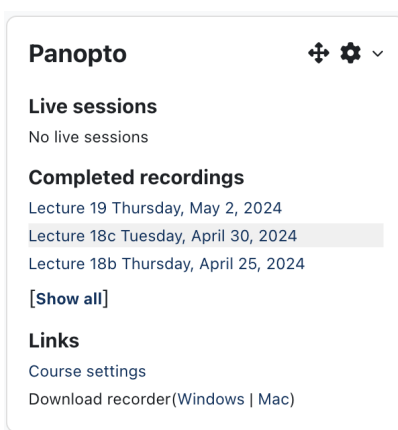 Panopto
Live sessions
No live sessions
Completed recordings
Lecture 19 Thursday, May 2, 2024
Lecture 18c Tuesday, April 30, 2024
Lecture 18b Thursday, April 25, 2024
[Show all]
Links
Course settings
Download recorder(Windows | Mac)